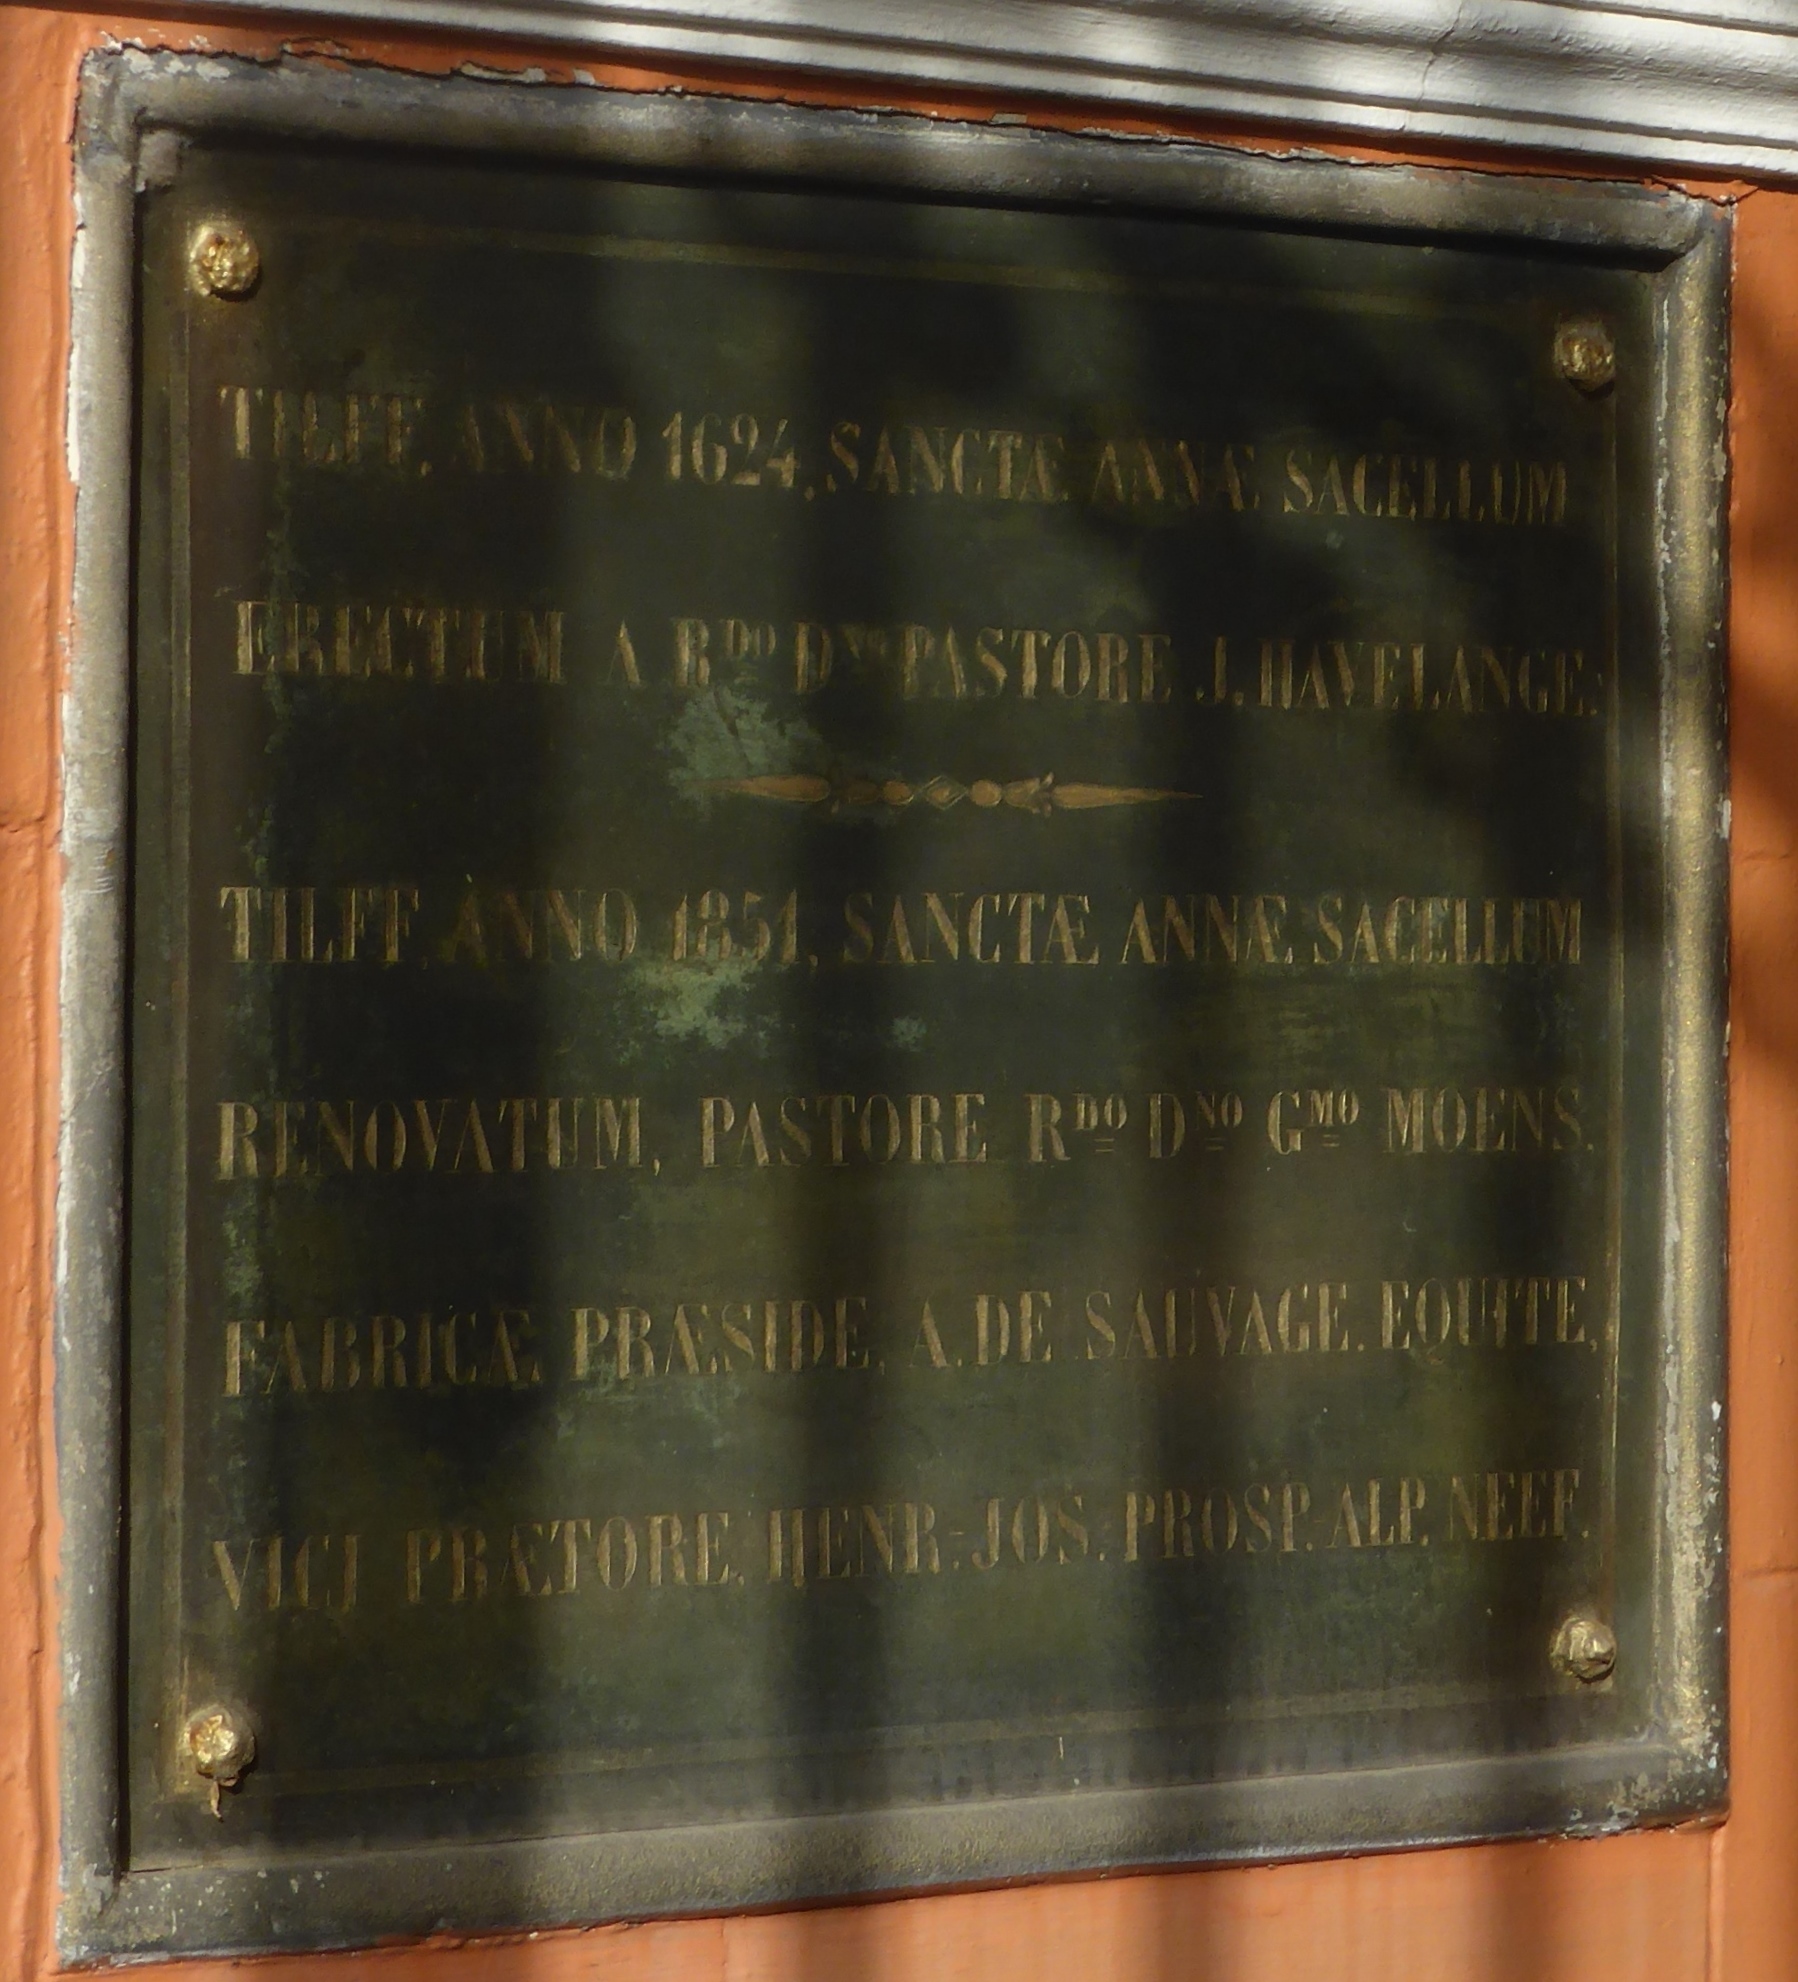 TILFF, ANNO 1624, SANCTÆ ANNÆ SACELLUM
ERECTUM A RDO DNO PASTORE J. HAVELANGE.
TILFF, ANNO 1851, SANCTÆ ANNÆ SACELLUM
RENOVATUM, PASTORE RDO DNO GMO MOENS.
FABRICÆ PRÆSIDE, A. DE SAUVAGE. EQUITE,
VICI PRÆTORE, HENR: JOS. PROSP. ALP. NEEF.